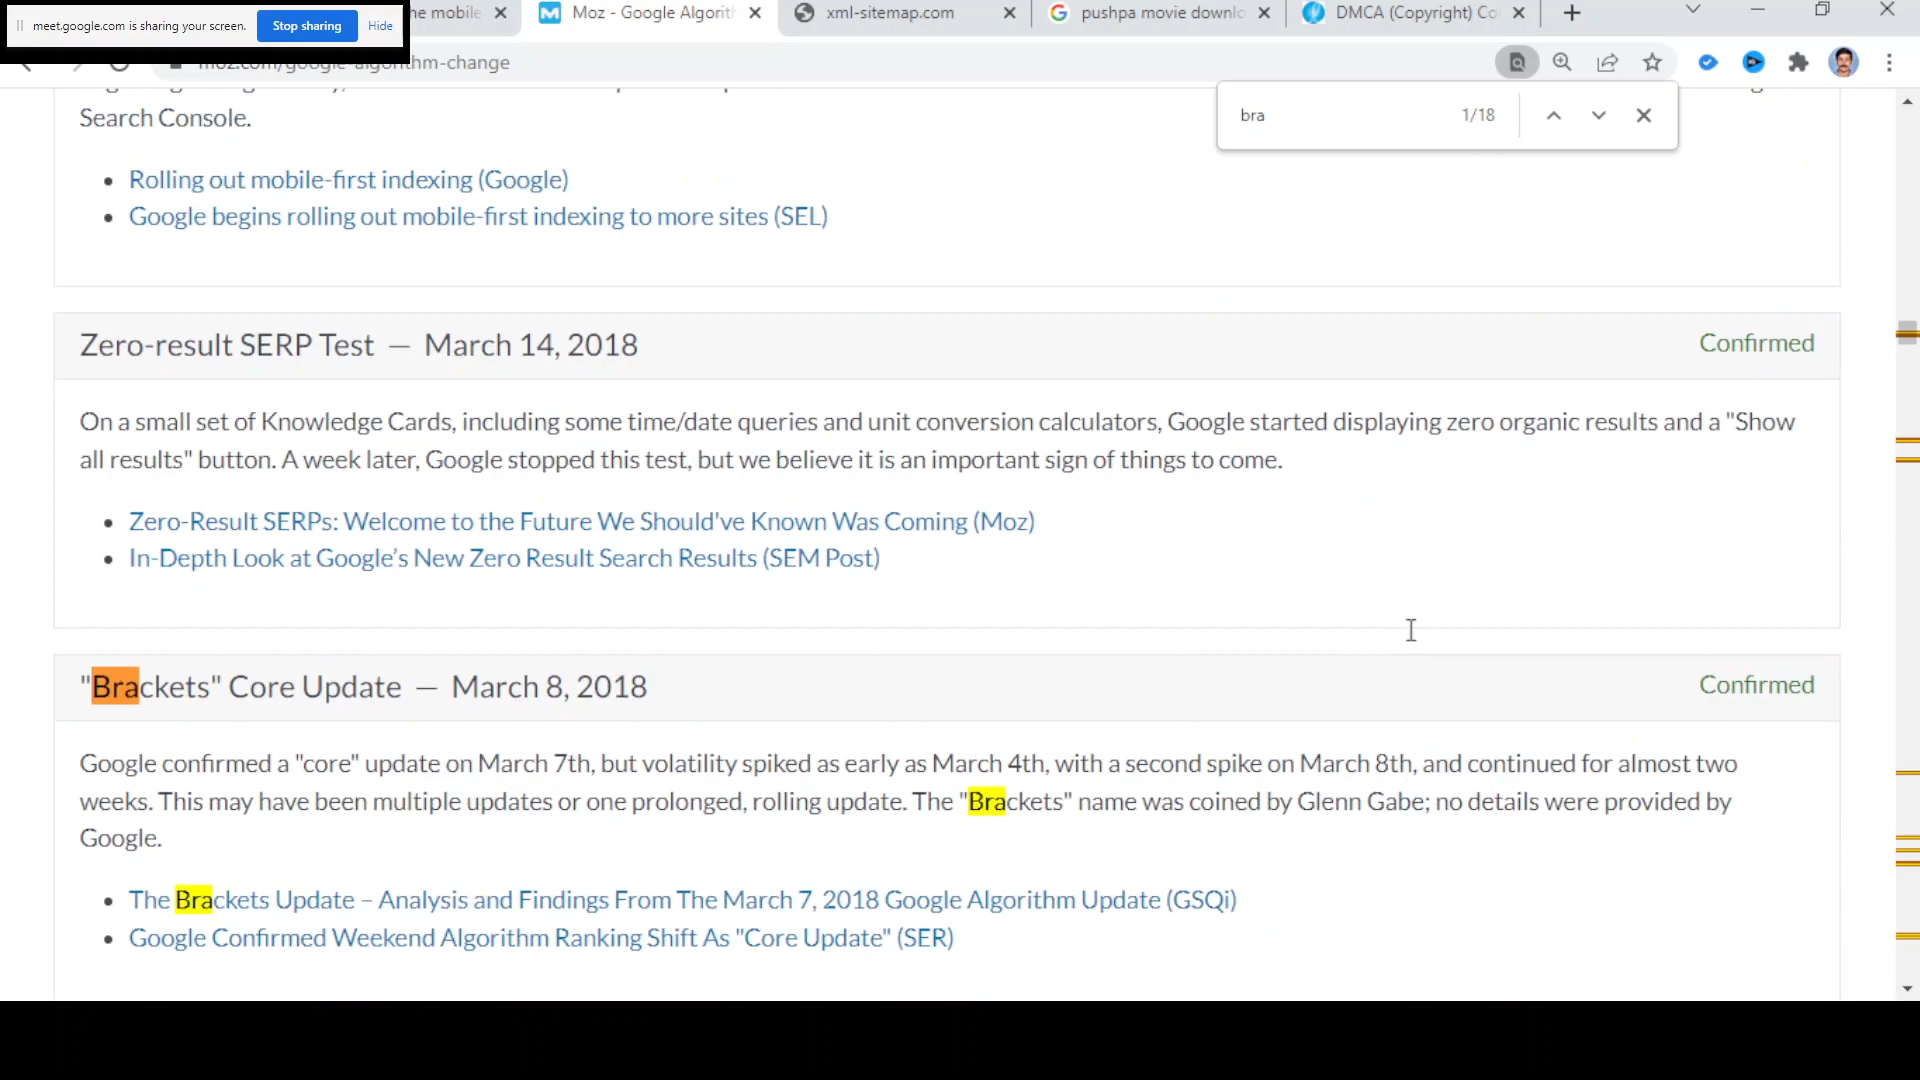 meet.google.com is sharing your screen. Stop sharing Hide
he mobile
Moz - Google Algorit
xml-sitemap.com
pushpa movie downl
DMCA (Copyright) Co
moz.com/google-algorithm-change
bra 1/18
Search Console.
• Rolling out mobile-first indexing (Google)
• Google begins rolling out mobile-first indexing to more sites (SEL)
Zero-result SERP Test — March 14, 2018 Confirmed
On a small set of Knowledge Cards, including some time/date queries and unit conversion calculators, Google started displaying zero organic results and a "Show
all results" button. A week later, Google stopped this test, but we believe it is an important sign of things to come.
• Zero-Result SERPs: Welcome to the Future We Should've Known Was Coming (Moz)
• In-Depth Look at Google’s New Zero Result Search Results (SEM Post)
"Brackets" Core Update — March 8, 2018 Confirmed
Google confirmed a "core" update on March 7th, but volatility spiked as early as March 4th, with a second spike on March 8th, and continued for almost two
weeks. This may have been multiple updates or one prolonged, rolling update. The "Brackets" name was coined by Glenn Gabe; no details were provided by
Google.
• The Brackets Update – Analysis and Findings From The March 7, 2018 Google Algorithm Update (GSQi)
• Google Confirmed Weekend Algorithm Ranking Shift As "Core Update" (SER)